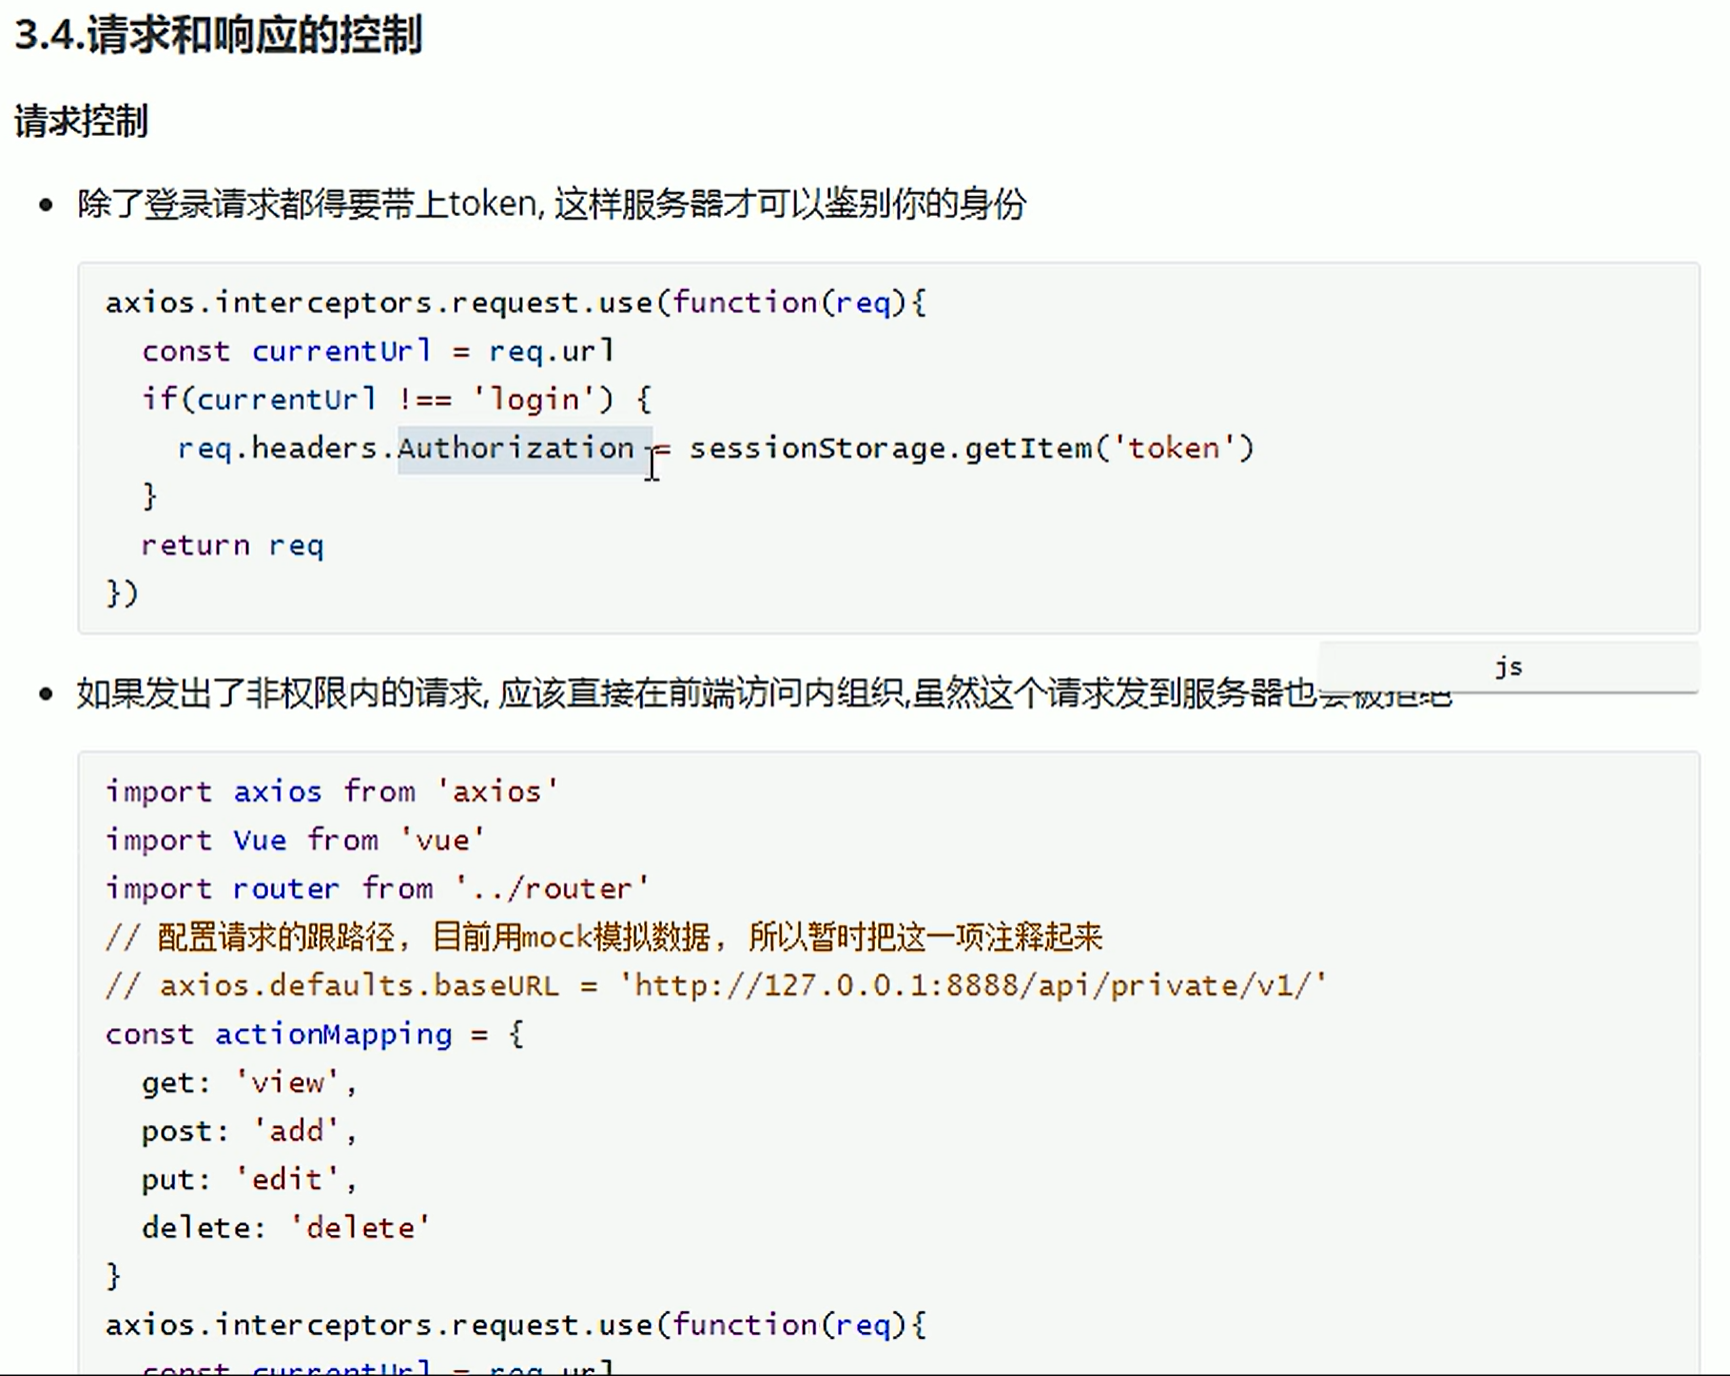 3.4.请求和响应的控制
请求控制
除了登录请求都得要带上token, 这样服务器才可以鉴别你的身份
axios.interceptors.request.use(function(req){
const currentUrl = req.url
if(currentUrl !== 'login') {
req.headers.Authorization = sessionStorage.getItem('token')
}
return req
})
js
如果发出了非权限内的请求, 应该直接在前端访问内组织,虽然这个请求发到服务器也会被拒绝
import axios from 'axios'
import Vue from 'vue'
import router from '../router'
// 配置请求的跟路径, 目前用mock模拟数据, 所以暂时把这一项注释起来
// axios.defaults.baseURL = 'http://127.0.0.1:8888/api/private/v1/'
const actionMapping = {
get: 'view',
post: 'add',
put: 'edit',
delete: 'delete'
}
axios.interceptors.request.use(function(req){
const currentUrl = req.url